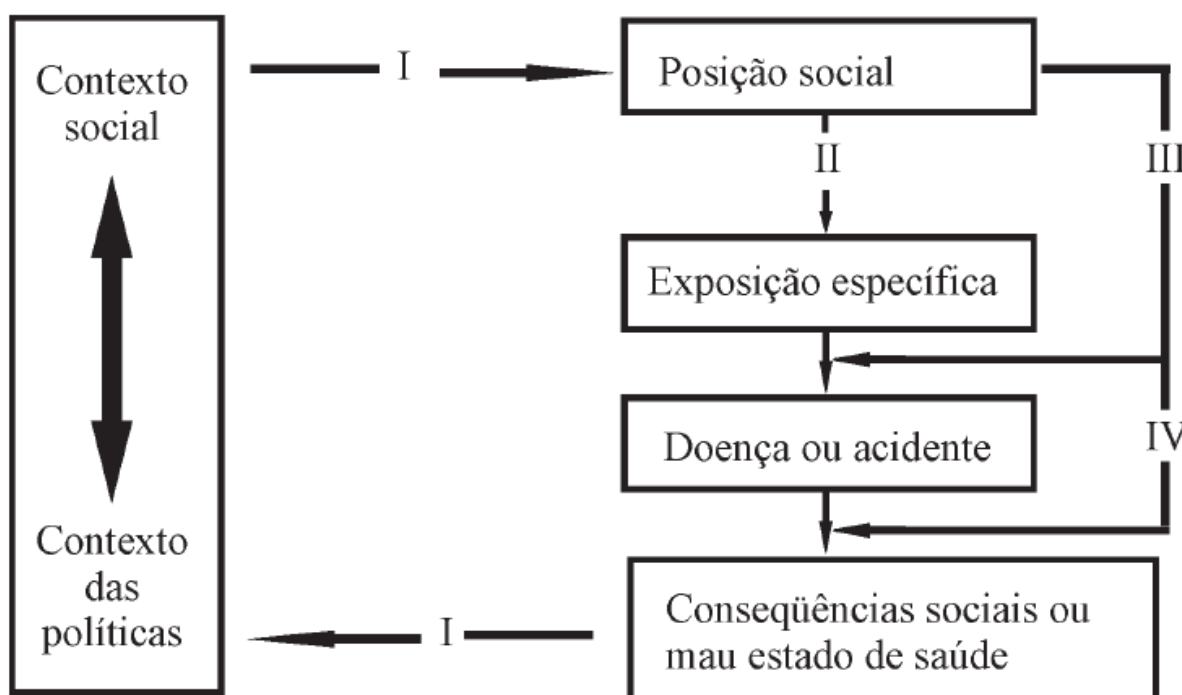 Contexto
social
I
Posição social
II
III
Exposição específica
Doença ou acidente
IV
Contexto
das
políticas
I
Conseqüências sociais ou
mau estado de saúde